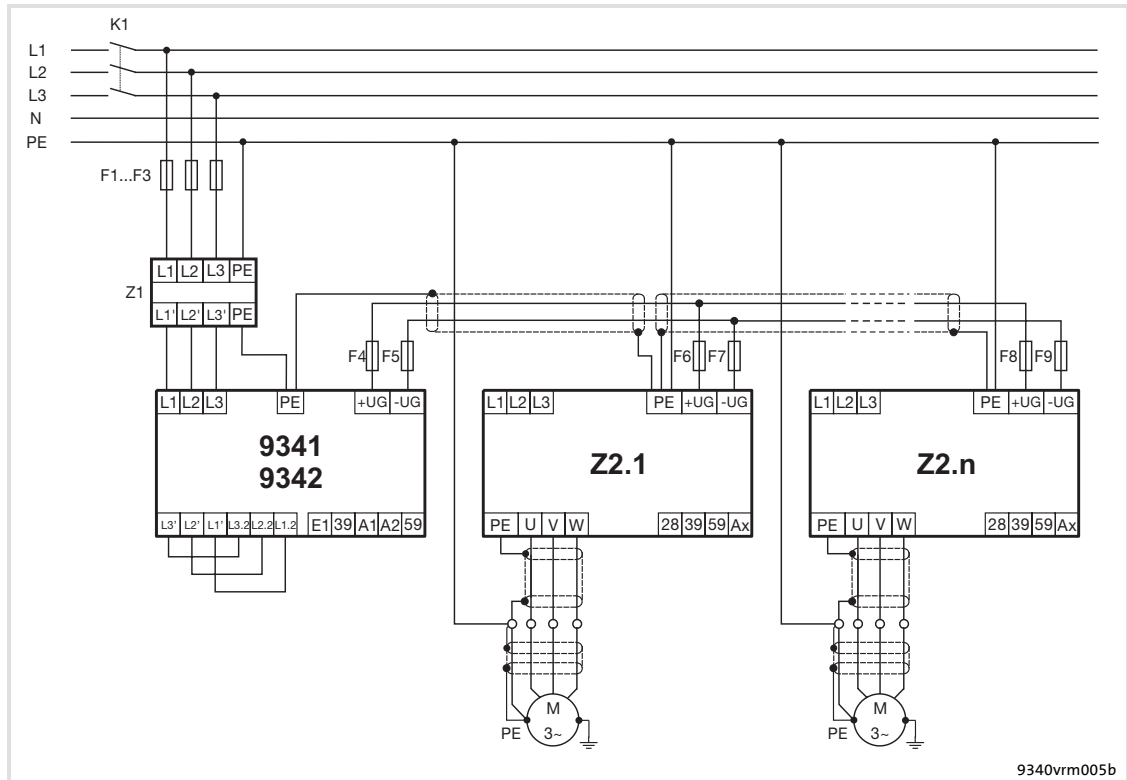 K1
L1
L2
L3
N
PE
F1...F3
L1 L2 L3 PE
Z1
L1' L2' L3' PE
F4 F5 F6 F7 F8 F9
L1 L2 L3 PE +UG -UG L1 L2 L3 PE +UG -UG L1 L2 L3 PE +UG -UG
9341
9342
Z2.1
Z2.n
L3' L2' L1' L3.2 L2.2 L1.2 E1 39 A1 A2 59 PE U V W 28 39 59 Ax PE U V W 28 39 59 Ax
M
3~
PE
M
3~
PE
9340vrm005b